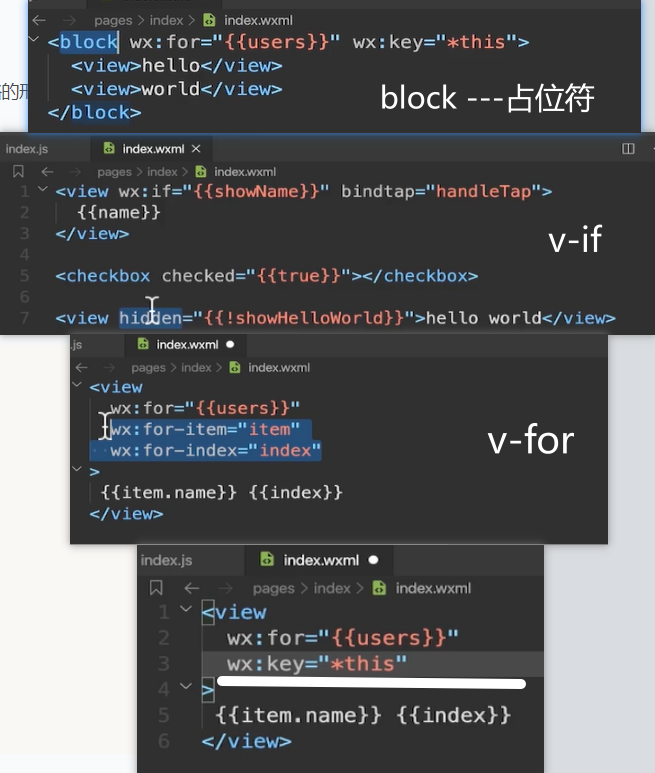 pages > index > index.wxml
<block wx:for="{{users}}" wx:key="*this">
<view>hello</view>
<view>world</view>
</block>
block ---占位符
index.js index.wxml ×
pages > index > index.wxml
1 <view wx:if="{{showName}}" bindtap="handleTap">
2 {{name}}
3 </view>
4
5 <checkbox checked="{{true}}"></checkbox>
6
7 <view hidden="{{!showHelloWorld}}">hello world</view>
v-if
.js index.wxml
pages > index > index.wxml
<view
wx:for="{{users}}"
wx:for-item="item"
wx:for-index="index"
>
{{item.name}} {{index}}
</view>
v-for
index.js index.wxml
pages > index > index.wxml
1 <view
2 wx:for="{{users}}"
3 wx:key="*this"
4 >
5 {{item.name}} {{index}}
6 </view>